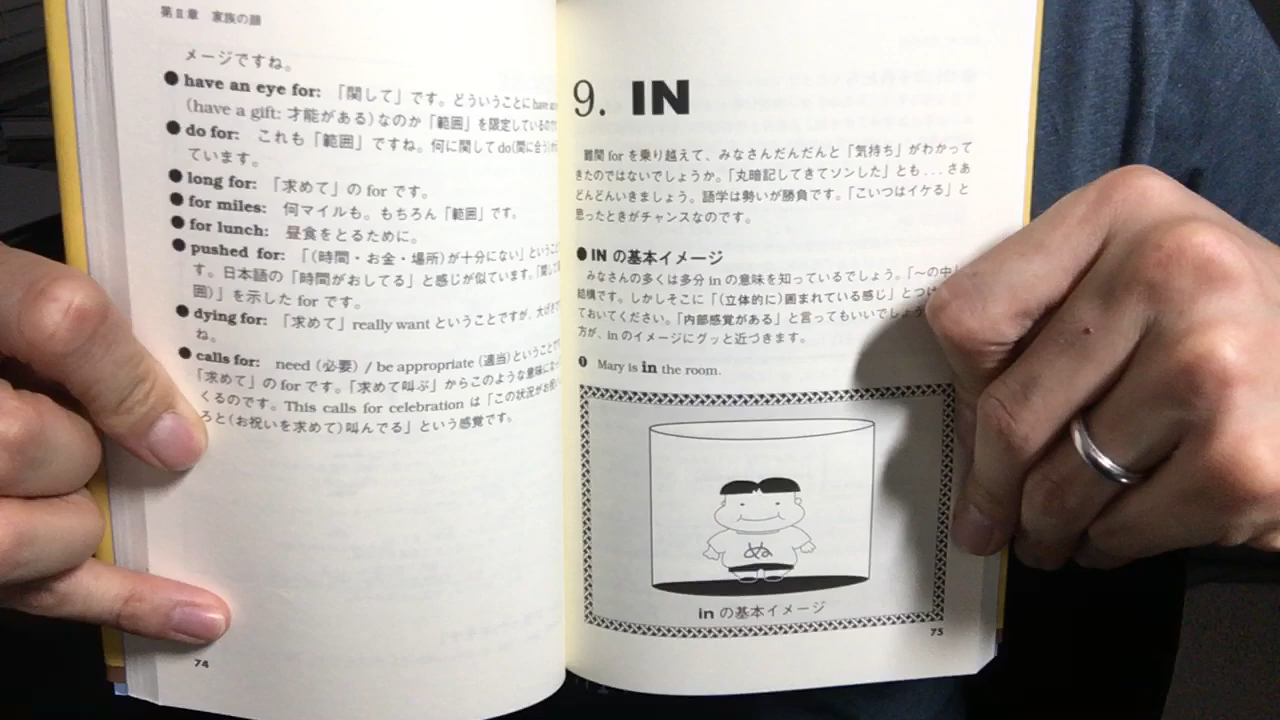 第Ⅱ章 家族の顔
メージですね。
● have an eye for: 「関して」です。どういうことに have an
(have a gift: 才能がある)なのか「範囲」を限定しているので
● do for: これも「範囲」ですね。何に関して do(間に合う)
ています。
● long for: 「求めて」の for です。
● for miles: 何マイルも。もちろん「範囲」です。
● for lunch: 昼食をとるために。
● pushed for: 「(時間・お金・場所)が十分にない」という
す。日本語の「時間がおしてる」と感じが似ています。
囲)」を示した for です。
● dying for: 「求めて」really want ということですが、
ね。
● calls for: need (必要) / be appropriate (適当)ということ
「求めて」の for です。「求めて叫ぶ」からこのような意味に
くるのです。This calls for celebration は「この状況がお祝い
ろと(お祝いを求めて)叫んでる」という感覚です。
74
9. IN
難関 for を乗り越えて、みなさんだんだんと「気持ち」がわかって
きたのではないでしょうか。「丸暗記してきてソンした」とも...さあ
どんどんいきましょう。語学は勢いが勝負です。「こいつはイケる」と
思ったときがチャンスなのです。
● IN の基本イメージ
みなさんの多くは多分 in の意味を知っているでしょう。「〜の中
結構です。しかしそこに「(立体的に)囲まれている感じ」とつけ
ておいてください。「内部感覚がある」と言ってもいいでしょう
方が、in のイメージにグッと近づきます。
❶ Mary is in the room.
ぬ
in の基本イメージ
75